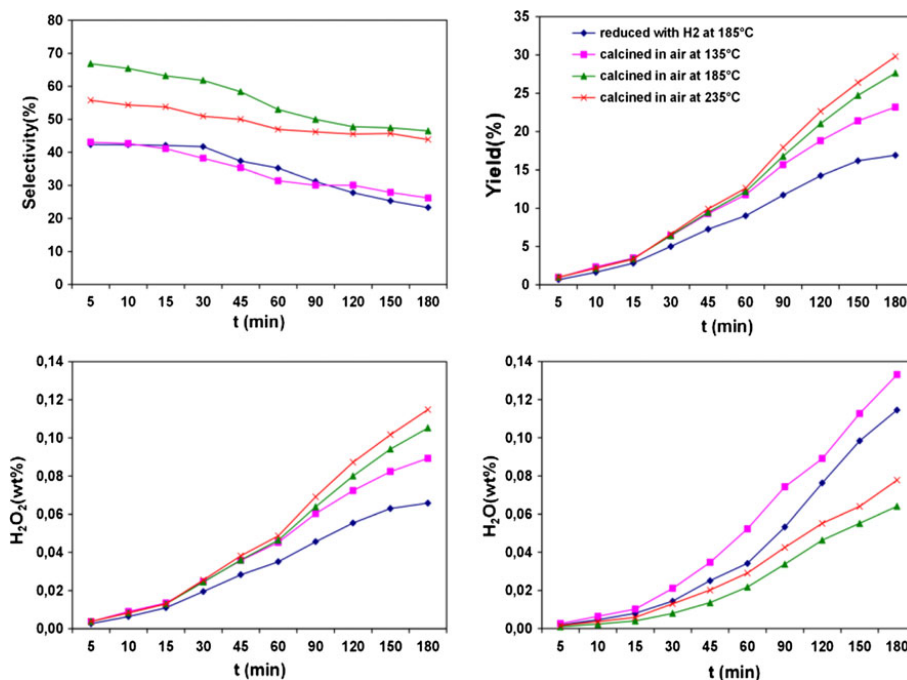 80
70
60
50
40
30
20
10
0
Selectivity(%)
5 10 15 30 45 60 90 120 150 180
t (min)
35
30
25
20
15
10
5
0
Yield(%)
reduced with H2 at 185°C
calcined in air at 135°C
calcined in air at 185°C
calcined in air at 235°C
5 10 15 30 45 60 90 120 150 180
t (min)
0,14
0,12
0,10
0,08
0,06
0,04
0,02
0,00
H₂O₂(wt%)
5 10 15 30 45 60 90 120 150 180
t (min)
0,14
0,12
0,10
0,08
0,06
0,04
0,02
0,00
H₂O(wt%)
5 10 15 30 45 60 90 120 150 180
t (min)